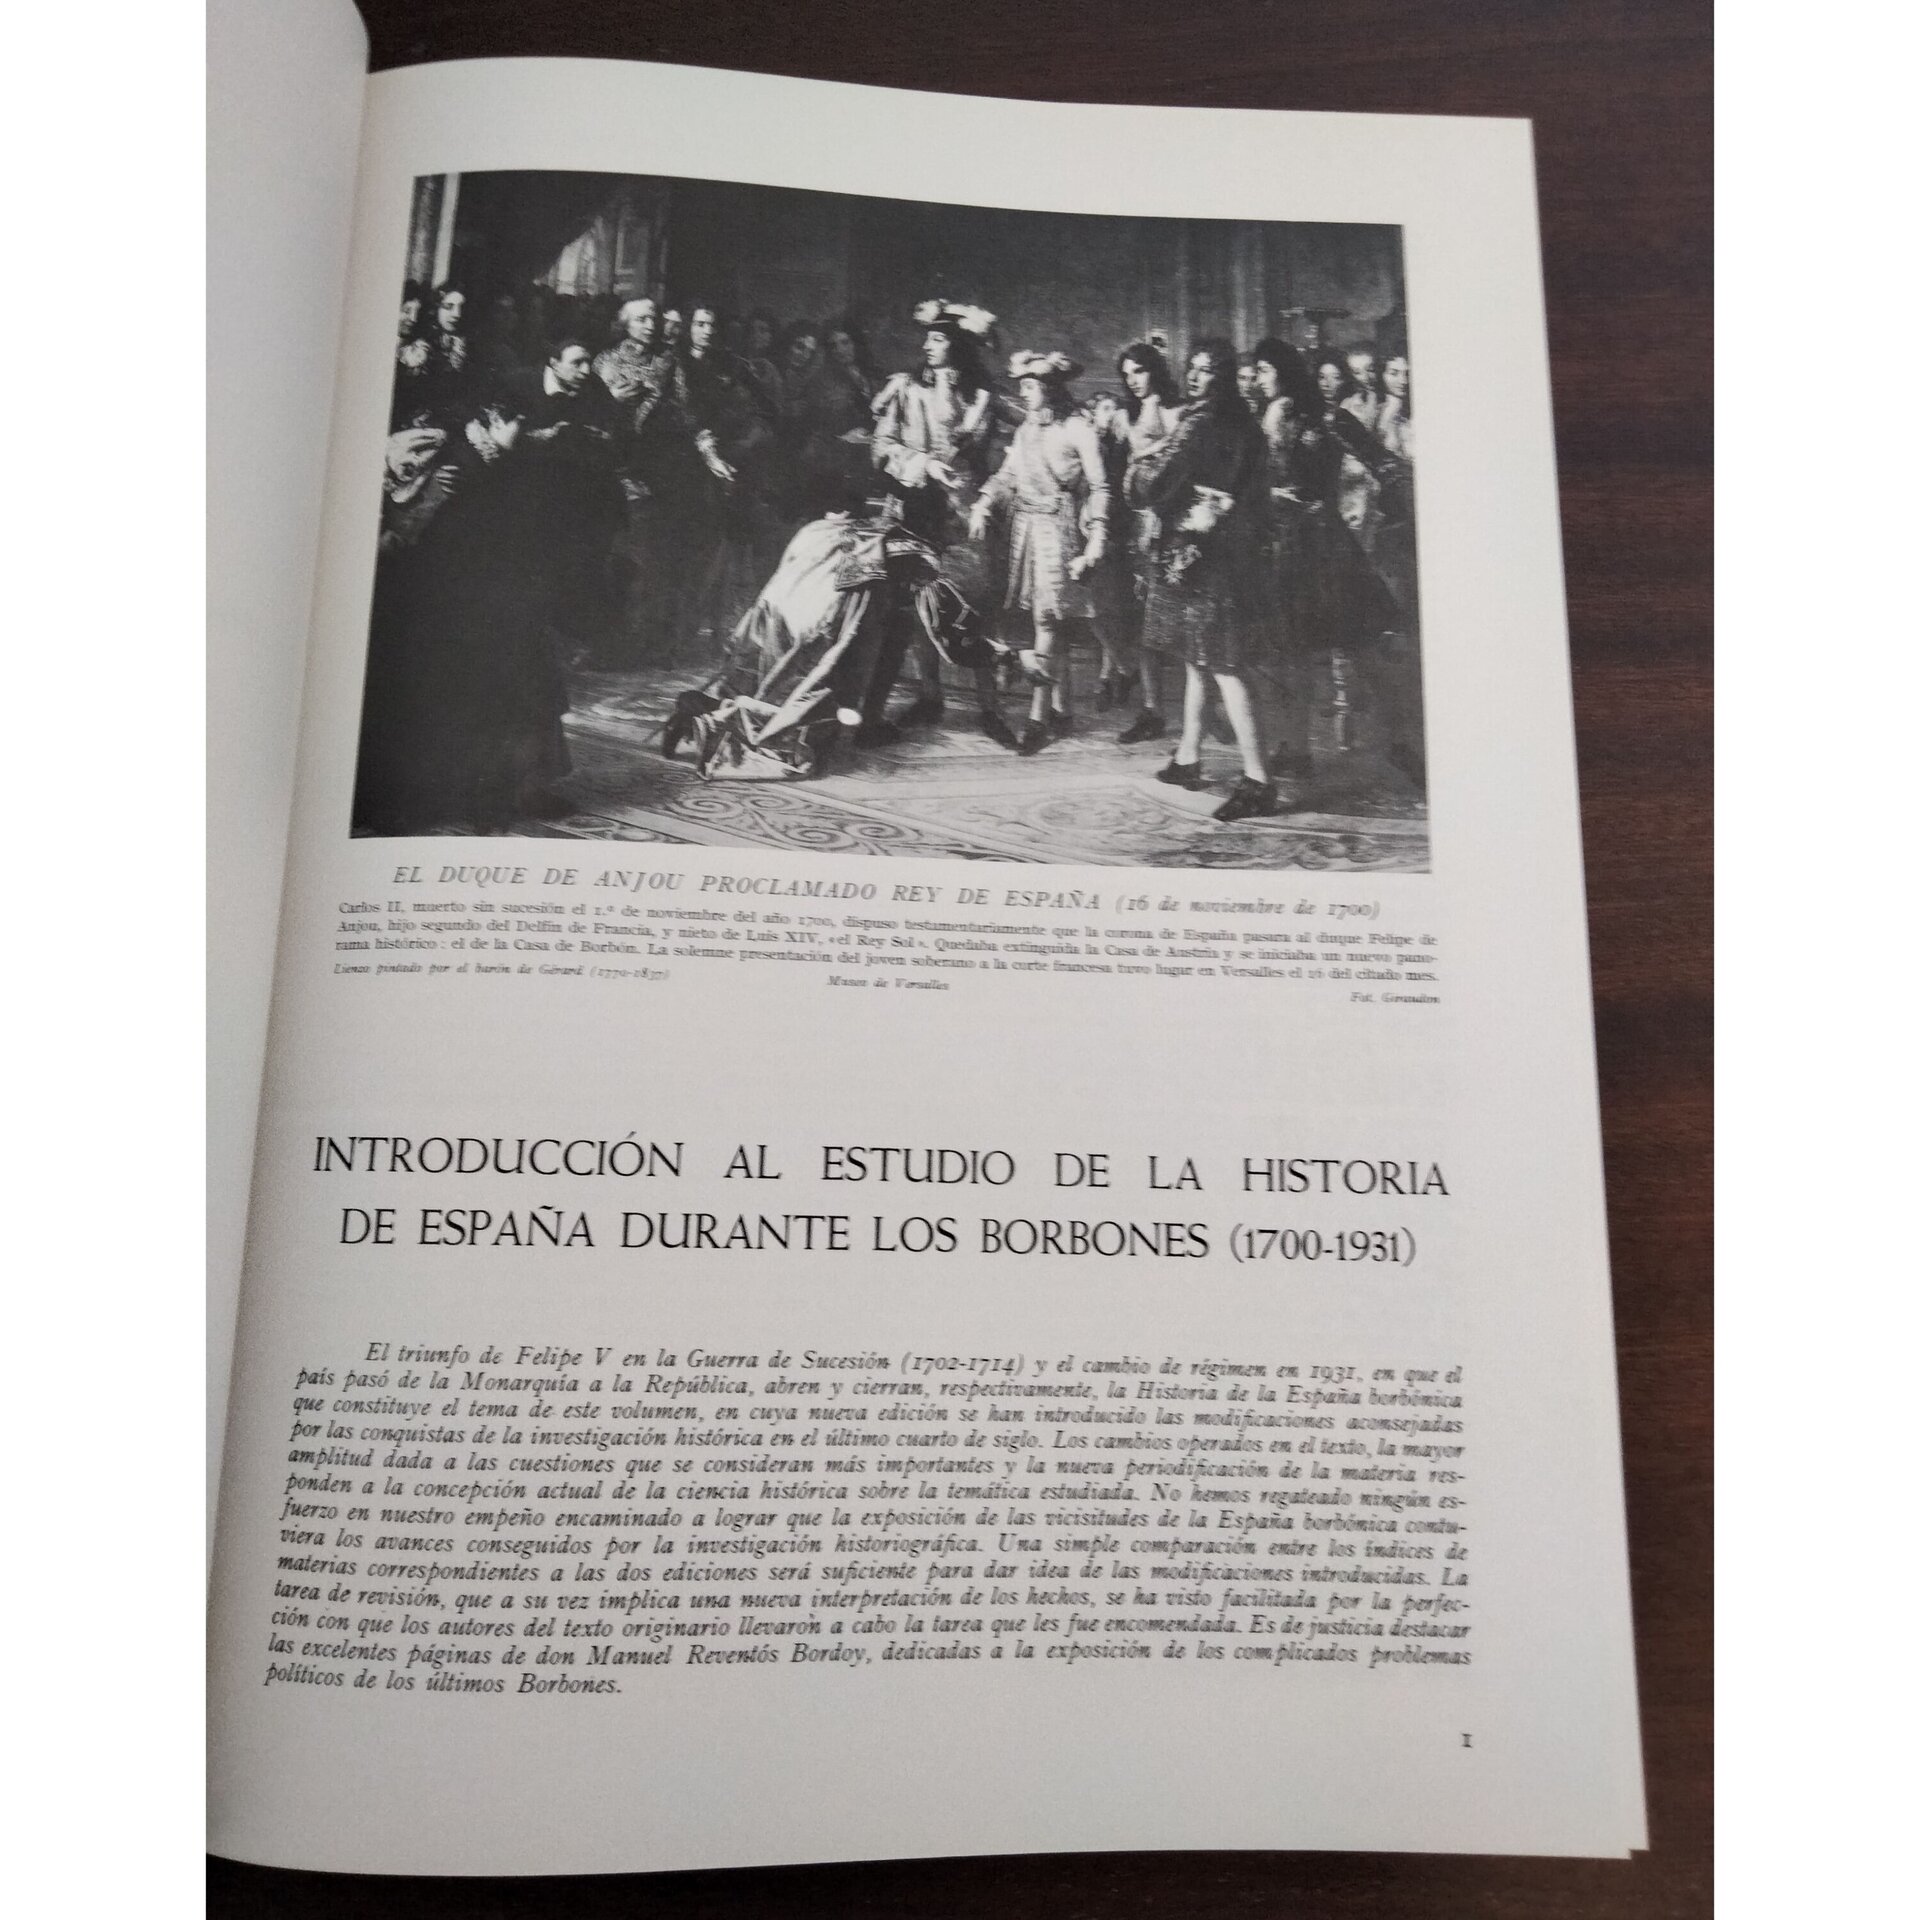 EL DUQUE DE ANJOU PROCLAMADO REY DE ESPAÑA (16 de noviembre de 1700)
Carlos II, muerto sin sucesión el 1.º de noviembre del año 1700, dispuso testamentariamente que la corona de España pasara al duque Felipe de
Anjou, hijo segundo del Delfín de Francia, y nieto de Luis XIV, «el Rey Sol». Quedaba extinguida la Casa de Austria y se iniciaba un nuevo pano-
rama histórico: el de la Casa de Borbón. La solemne presentación del joven soberano a la corte francesa tuvo lugar en Versalles el 16 del citado mes.
Lienzo pintado por el barón de Gérard (1770-1837)
Museo de Versalles
Fot. Giraudon
INTRODUCCIÓN AL ESTUDIO DE LA HISTORIA
DE ESPAÑA DURANTE LOS BORBONES (1700-1931)
El triunfo de Felipe V en la Guerra de Sucesión (1702-1714) y el cambio de régimen en 1931, en que el
país pasó de la Monarquía a la República, abren y cierran, respectivamente, la Historia de la España borbónica
que constituye el tema de este volumen, en cuya nueva edición se han introducido las modificaciones aconsejadas
por las conquistas de la investigación histórica en el último cuarto de siglo. Los cambios operados en el texto, la mayor
amplitud dada a las cuestiones que se consideran más importantes y la nueva periodificación de la materia res-
ponden a la concepción actual de la ciencia histórica sobre la temática estudiada. No hemos regateado ningún es-
fuerzo en nuestro empeño encaminado a lograr que la exposición de las vicisitudes de la España borbónica contu-
viera los avances conseguidos por la investigación historiográfica. Una simple comparación entre los índices de
materias correspondientes a las dos ediciones será suficiente para dar idea de las modificaciones introducidas. La
tarea de revisión, que a su vez implica una nueva interpretación de los hechos, se ha visto facilitada por la perfec-
ción con que los autores del texto originario llevaron a cabo la tarea que les fue encomendada. Es de justicia destacar
las excelentes páginas de don Manuel Reventós Bordoy, dedicadas a la exposición de los complicados problemas
políticos de los últimos Borbones.
1